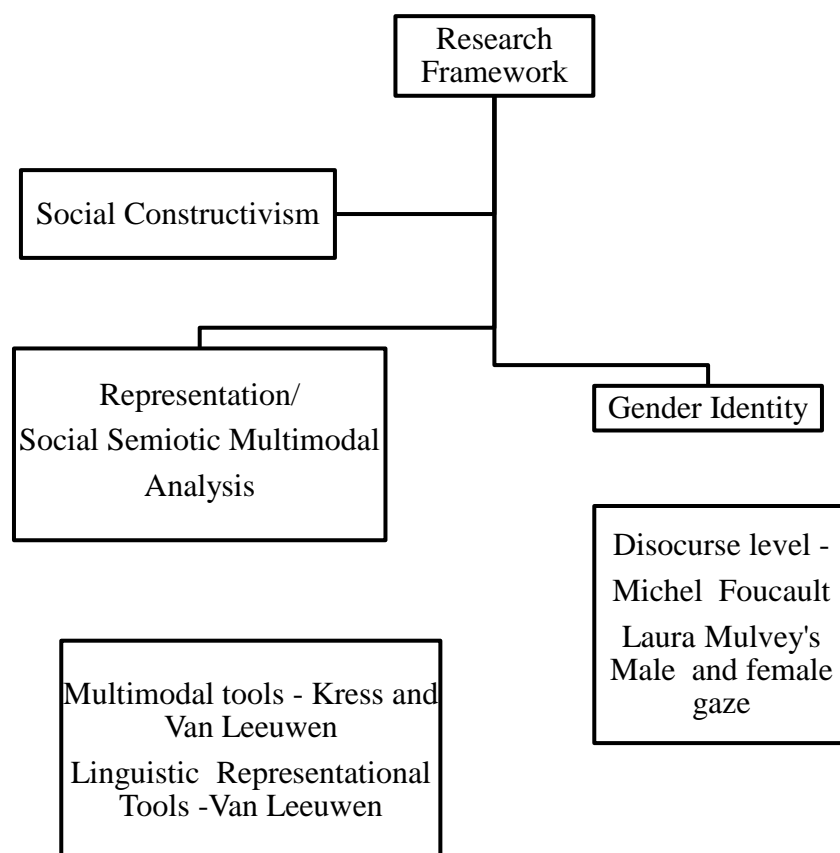 Research
Framework
Social Constructivism
Representation/
Social Semiotic Multimodal
Analysis
Gender Identity
Disocurse level -
Michel Foucault
Laura Mulvey's
Male and female
gaze
Multimodal tools - Kress and
Van Leeuwen
Linguistic Representational
Tools -Van Leeuwen